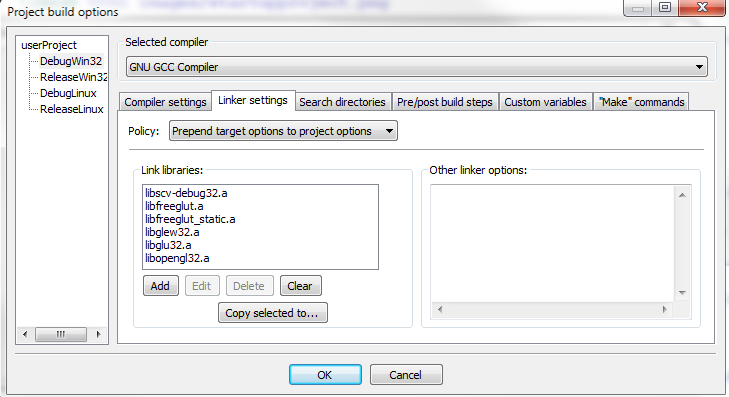 Project build options
userProject
DebugWin32
ReleaseWin32
DebugLinux
ReleaseLinux
Selected compiler
GNU GCC Compiler
Compiler settings Linker settings Search directories Pre/post build steps Custom variables "Make" commands
Policy: Prepend target options to project options
Link libraries:
libscv-debug32.a
libfreeglut.a
libfreeglut_static.a
libglew32.a
libglu32.a
libopengl32.a
Add Edit Delete Clear
Copy selected to...
Other linker options:
OK Cancel